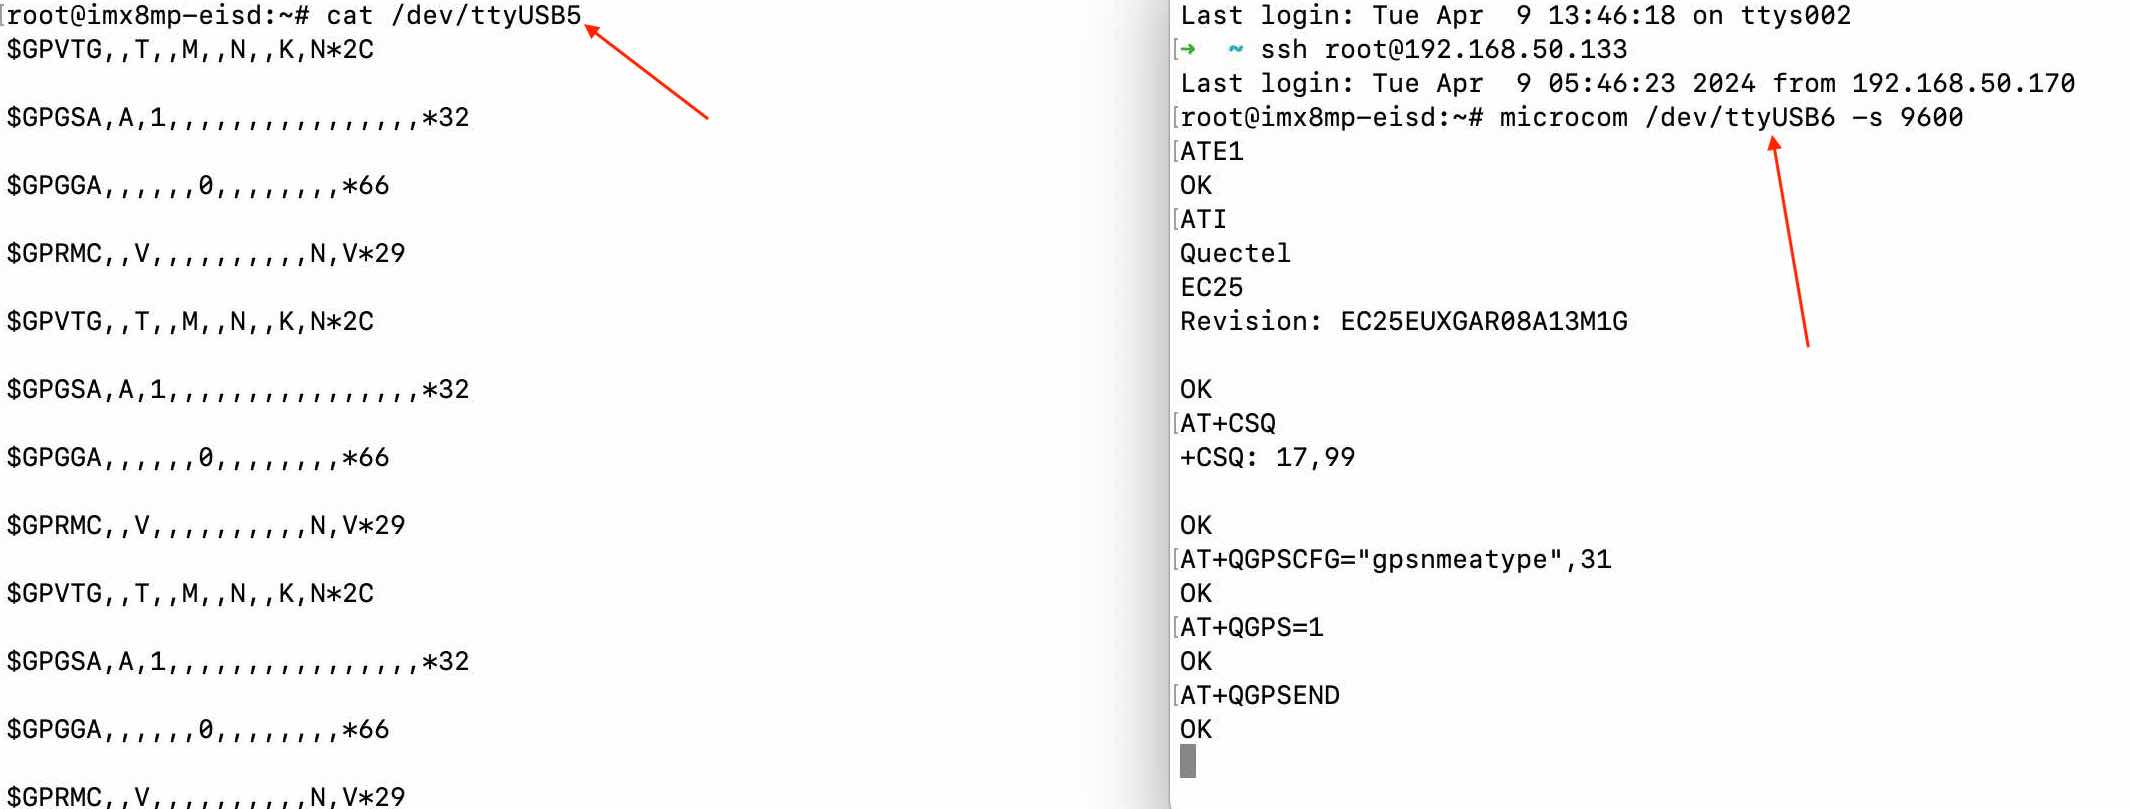 [root@imx8mp-eisd:~# cat /dev/ttyUSB5
$GPVTG,,T,,M,,N,,K,N*2C
$GPGSA,A,1,,,,,,,,,,,,,,,,*32
$GPGGA,,,,,,0,,,,,,,,*66
$GPRMC,,V,,,,,,,,,,N,V*29
$GPVTG,,T,,M,,N,,K,N*2C
$GPGSA,A,1,,,,,,,,,,,,,,,,*32
$GPGGA,,,,,,0,,,,,,,,*66
$GPRMC,,V,,,,,,,,,,N,V*29
$GPVTG,,T,,M,,N,,K,N*2C
$GPGSA,A,1,,,,,,,,,,,,,,,,*32
$GPGGA,,,,,,0,,,,,,,,*66
$GPRMC,,V,,,,,,,,,,N,V*29
Last login: Tue Apr  9 13:46:18 on ttys002
[➜  ~ ssh root@192.168.50.133
Last login: Tue Apr  9 05:46:23 2024 from 192.168.50.170
[root@imx8mp-eisd:~# microcom /dev/ttyUSB6 -s 9600
[ATE1
OK
[ATI
Quectel
EC25
Revision: EC25EUXGAR08A13M1G
OK
[AT+CSQ
+CSQ: 17,99
OK
[AT+QGPSCFG="gpsnmeatype",31
OK
[AT+QGPS=1
OK
[AT+QGPSEND
OK